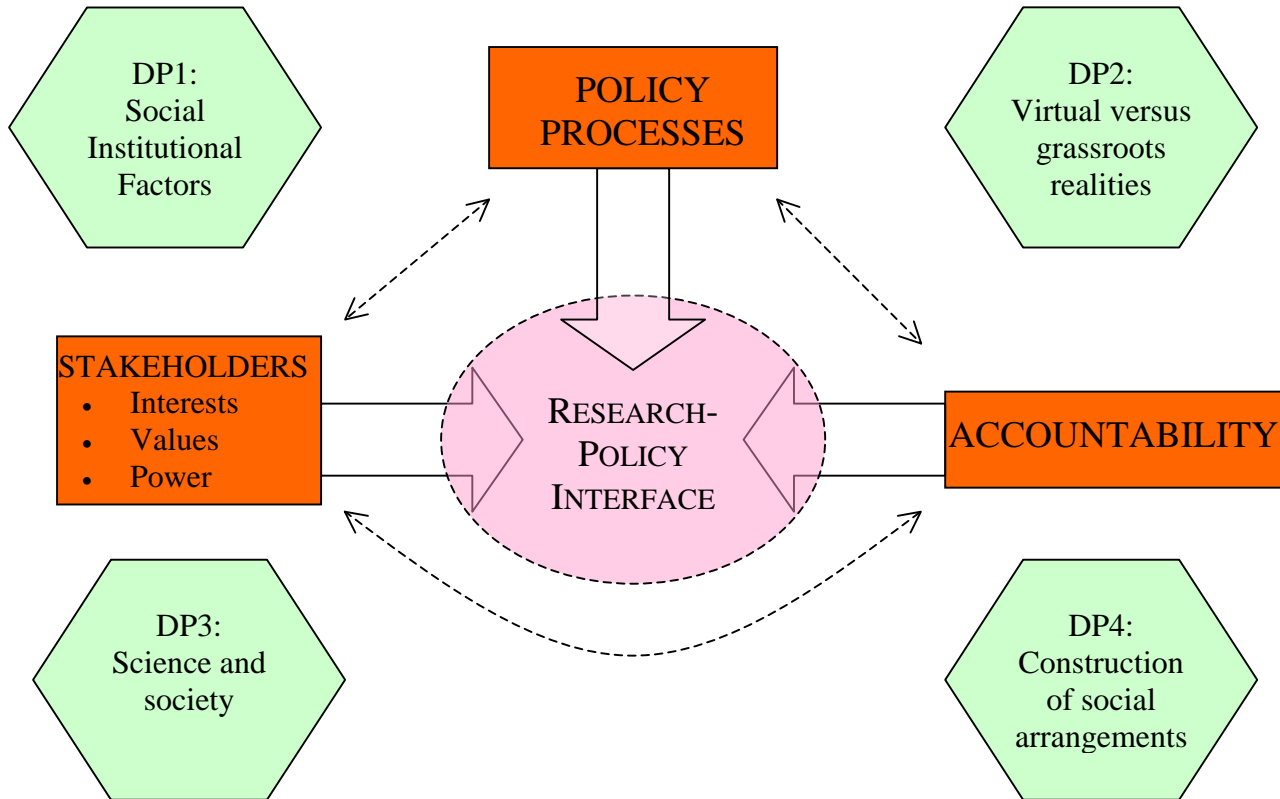 DP1:
Social
Institutional
Factors
POLICY
PROCESSES
DP2:
Virtual versus
grassroots
realities
STAKEHOLDERS
• Interests
• Values
• Power
RESEARCH-
POLICY
INTERFACE
ACCOUNTABILITY
DP3:
Science and
society
DP4:
Construction
of social
arrangements